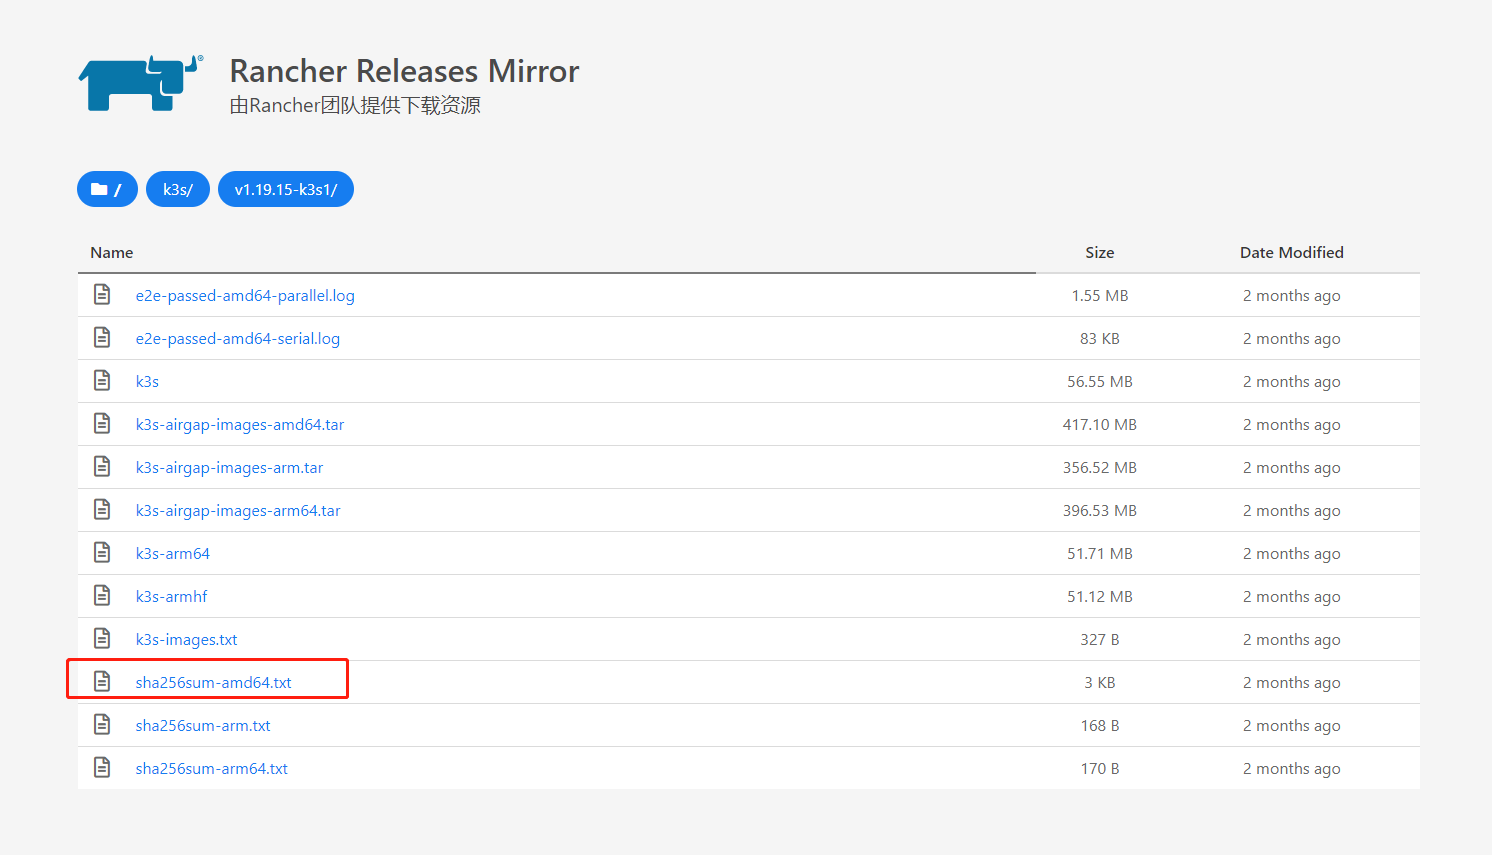 ®
Rancher Releases Mirror
由Rancher团队提供下载资源
/ k3s/ v1.19.15-k3s1/
Name Size Date Modified
e2e-passed-amd64-parallel.log 1.55 MB 2 months ago
e2e-passed-amd64-serial.log 83 KB 2 months ago
k3s 56.55 MB 2 months ago
k3s-airgap-images-amd64.tar 417.10 MB 2 months ago
k3s-airgap-images-arm.tar 356.52 MB 2 months ago
k3s-airgap-images-arm64.tar 396.53 MB 2 months ago
k3s-arm64 51.71 MB 2 months ago
k3s-armhf 51.12 MB 2 months ago
k3s-images.txt 327 B 2 months ago
sha256sum-amd64.txt 3 KB 2 months ago
sha256sum-arm.txt 168 B 2 months ago
sha256sum-arm64.txt 170 B 2 months ago